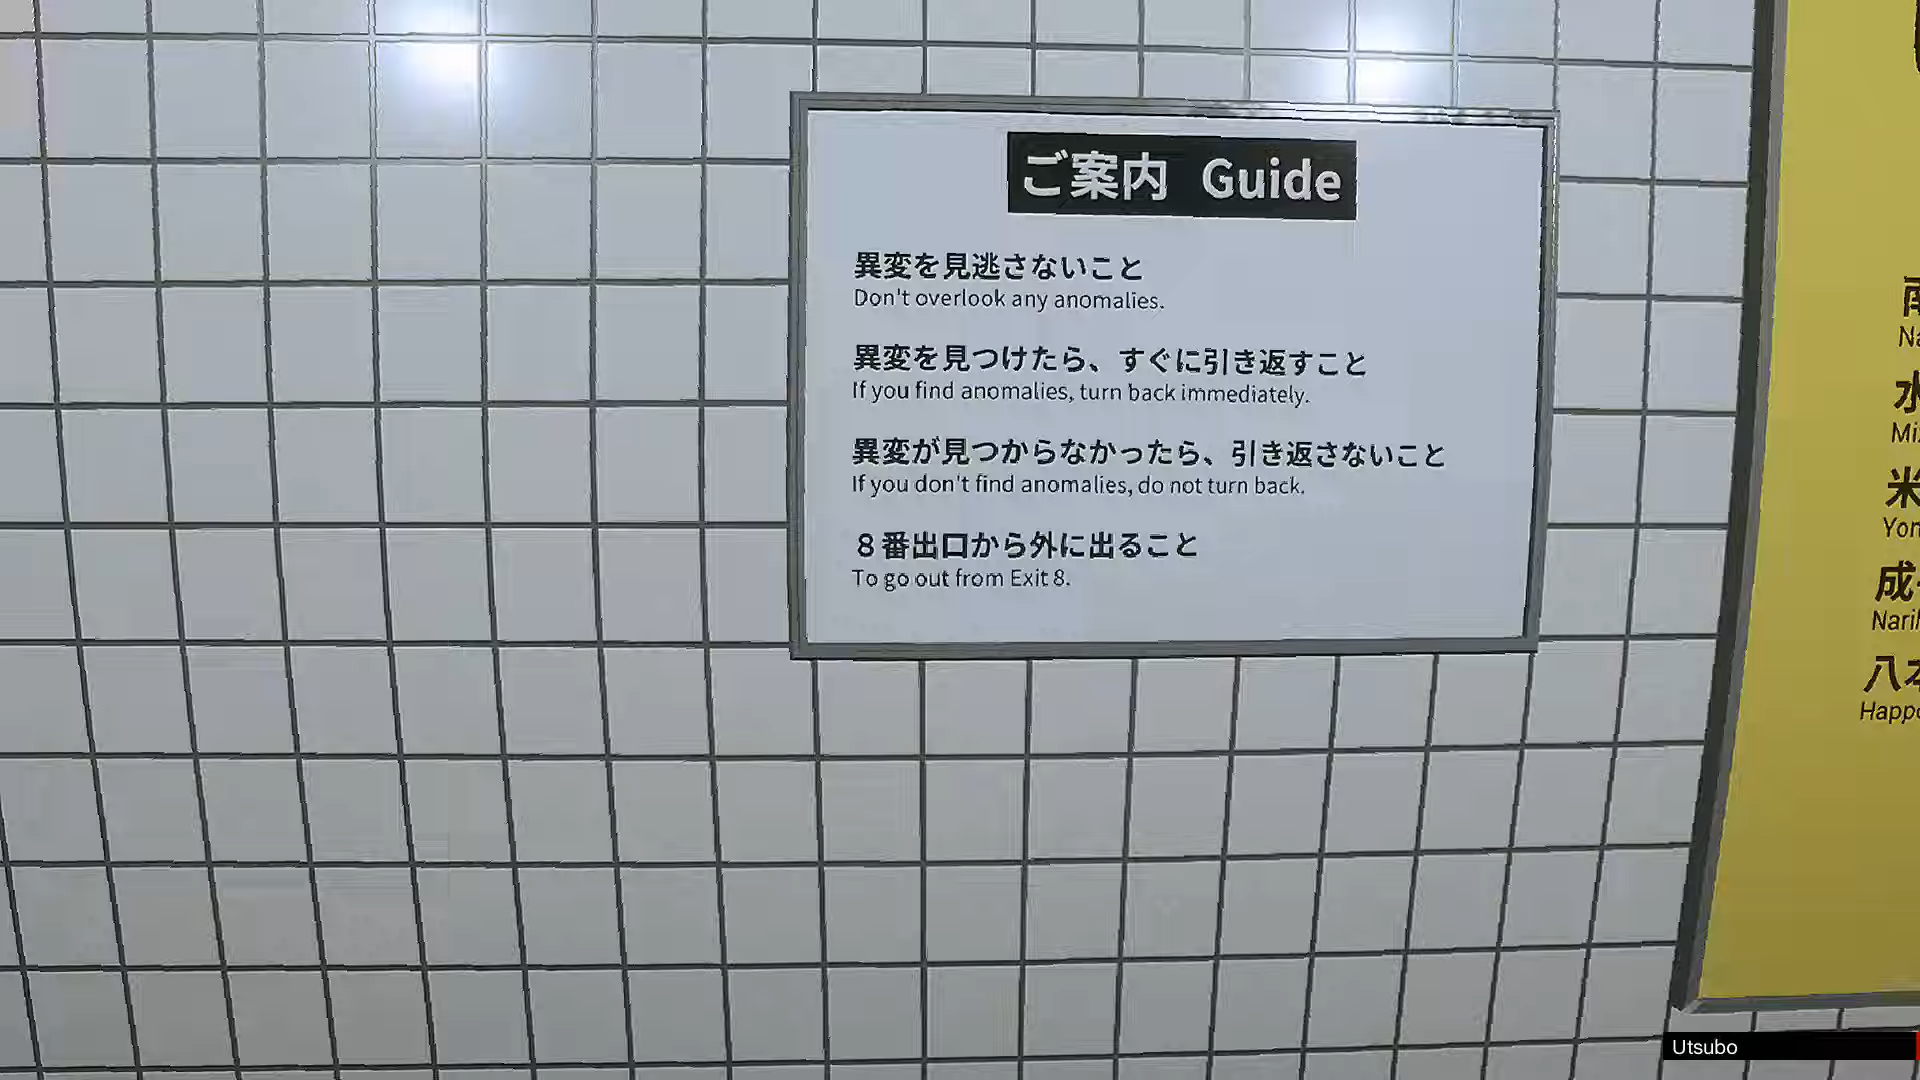 ご案内 Guide
異変を見逃さないこと
Don't overlook any anomalies.
異変を見つけたら、すぐに引き返すこと
If you find anomalies, turn back immediately.
異変が見つからなかったら、引き返さないこと
If you don't find anomalies, do not turn back.
8番出口から外に出ること
To go out from Exit 8.
水
米
成
八本
Utsubo